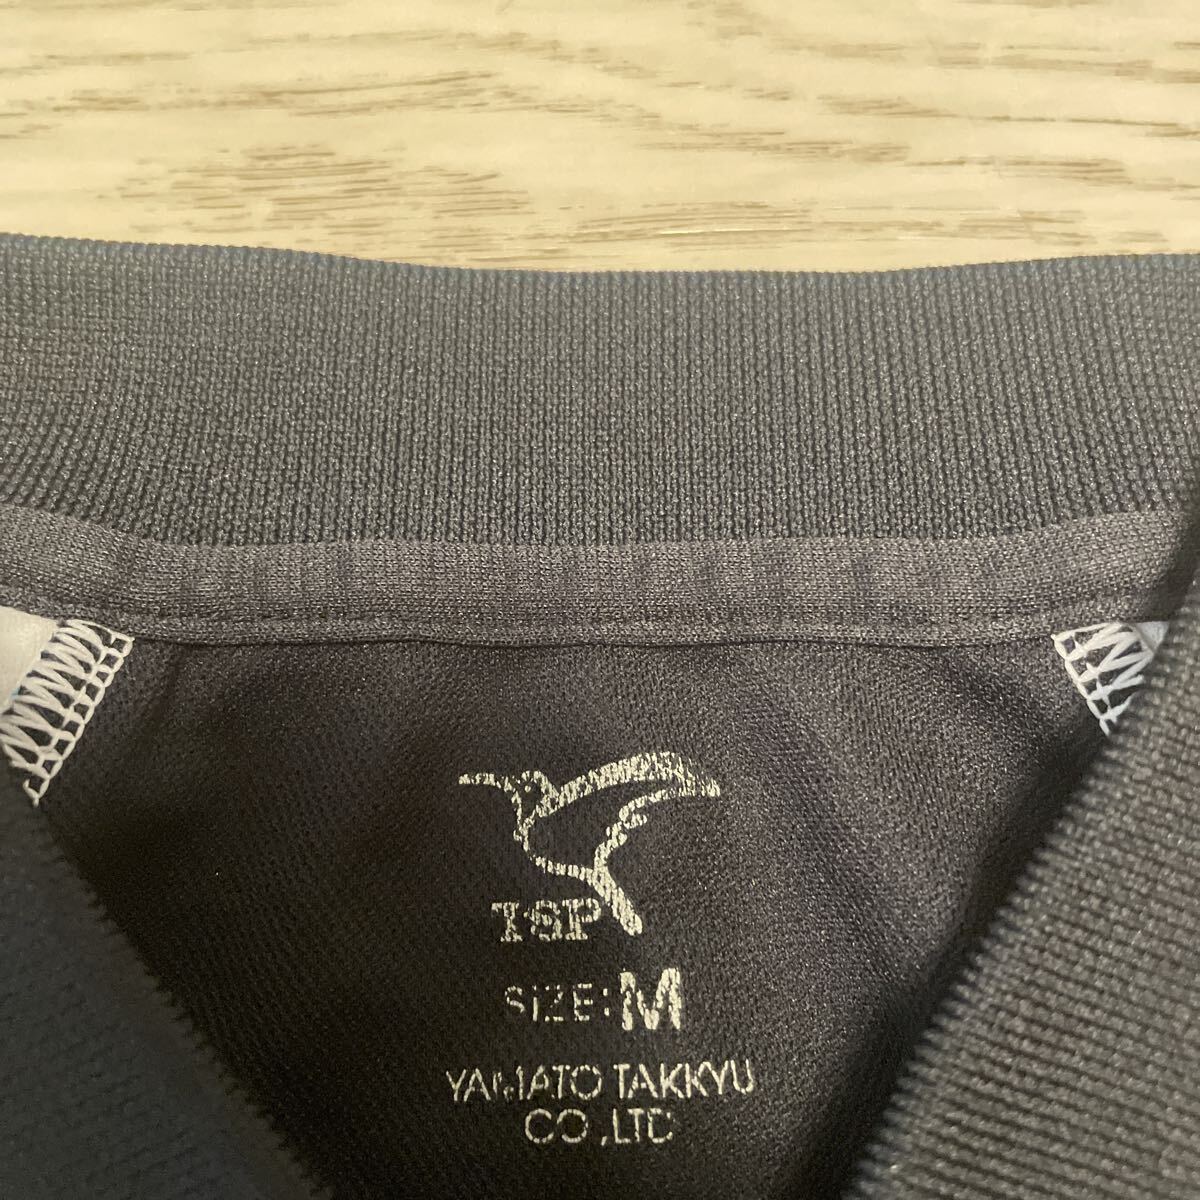 TSP
SIZE:M
YAMATO TAKKYU
CO.,LTD